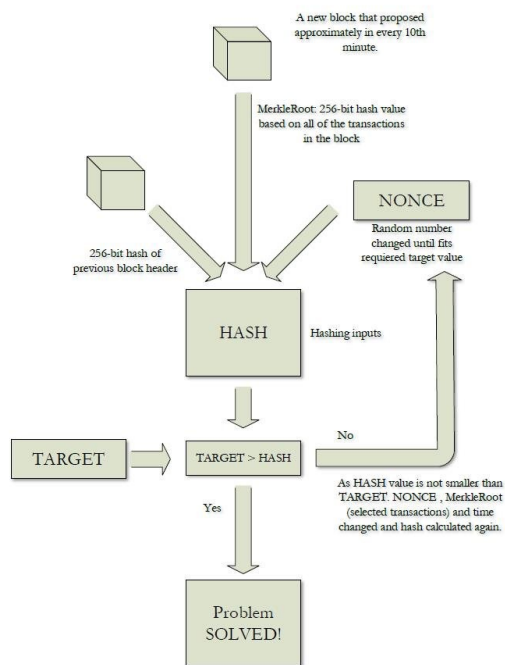 A new block that proposed
approximately in every 10th
minute.
MerkleRoot: 256-bit hash value
based on all of the transactions
in the block
NONCE
Random number
changed until fits
requiered target value
256-bit hash of
previous block header
HASH
Hashing inputs
No
TARGET
TARGET > HASH
As HASH value is not smaller than
TARGET. NONCE , MerkleRoot
(selected transactions) and time
changed and hash calculated again.
Yes
Problem
SOLVED!